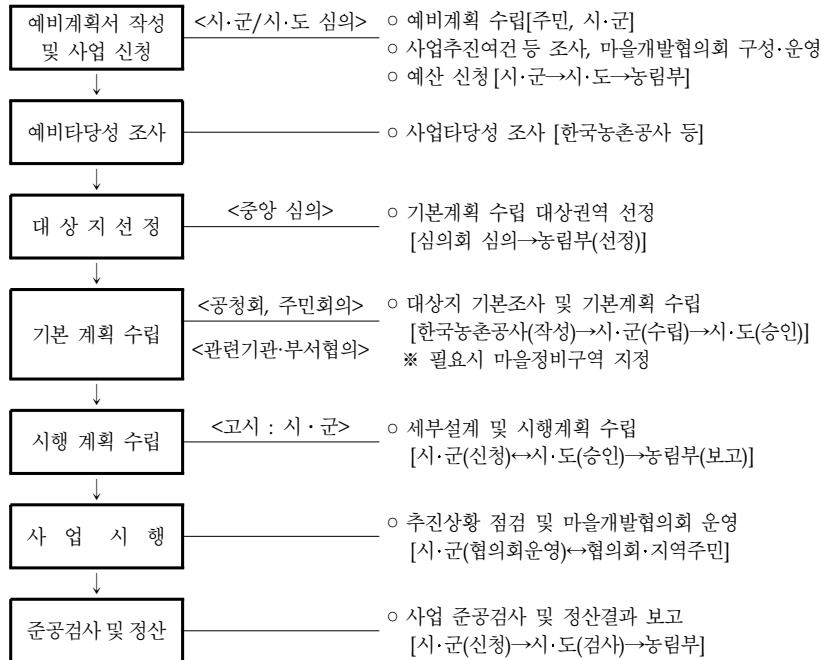 예비계획서 작성
및 사업 신청
<시·군/시·도 심의>
○ 예비계획 수립[주민, 시·군]
○ 사업추진여건 등 조사, 마을개발협의회 구성·운영
○ 예산 신청 [시·군→시·도→농림부]
↓
예비타당성 조사
○ 사업타당성 조사 [한국농촌공사 등]
↓
대 상 지 선 정
<중앙 심의>
○ 기본계획 수립 대상권역 선정
[심의회 심의→농림부(선정)]
↓
기본 계획 수립
<공청회, 주민회의>
<관련기관·부서협의>
○ 대상지 기본조사 및 기본계획 수립
[한국농촌공사(작성)→시·군(수립)→시·도(승인)]
※ 필요시 마을정비구역 지정
↓
시행 계획 수립
<고시 : 시·군>
○ 세부설계 및 시행계획 수립
[시·군(신청)↔시·도(승인)→농림부(보고)]
↓
사 업 시 행
○ 추진상황 점검 및 마을개발협의회 운영
[시·군(협의회운영)↔협의회·지역주민]
↓
준공검사 및 정산
○ 사업 준공검사 및 정산결과 보고
[시·군(신청)→시·도(검사)→농림부]